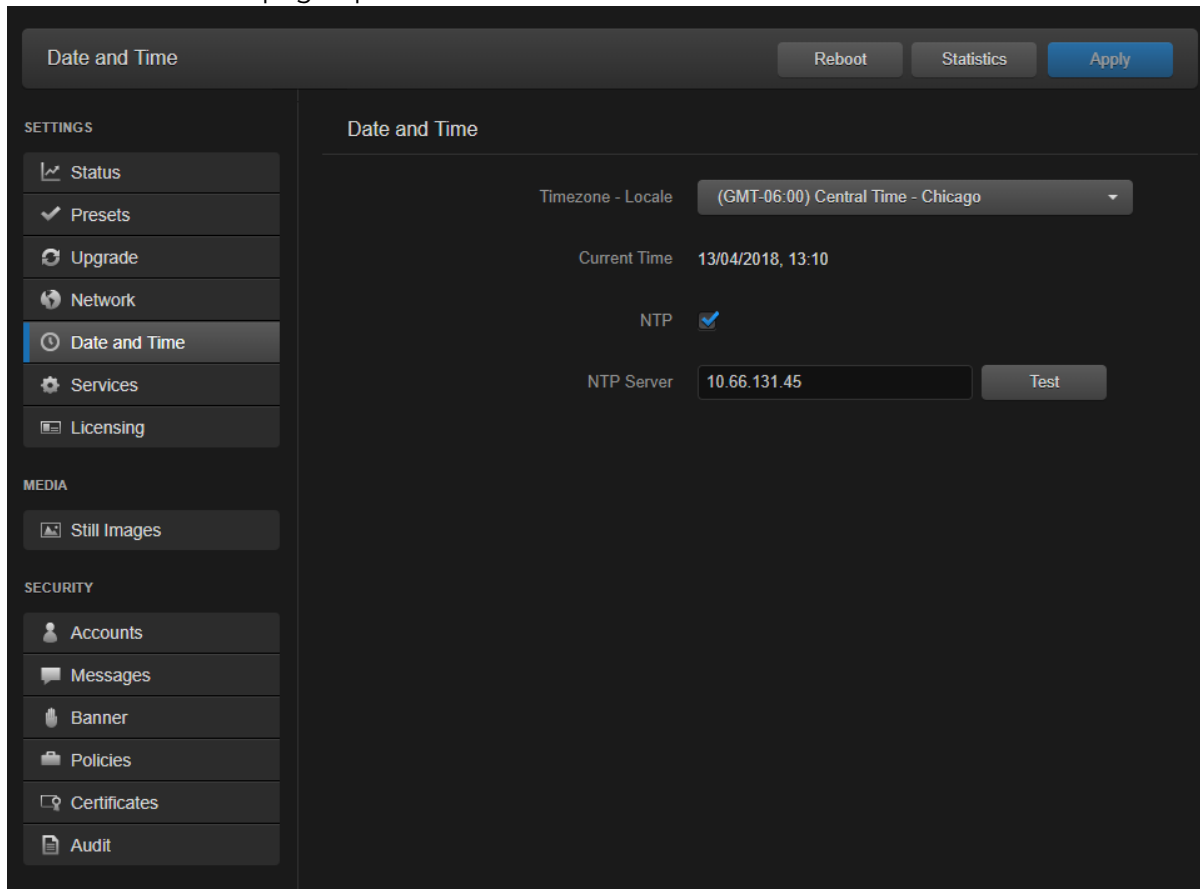 Date and Time
Reboot
Statistics
Apply
SETTINGS
Status
Presets
Upgrade
Network
Date and Time
Services
Licensing
MEDIA
Still Images
SECURITY
Accounts
Messages
Banner
Policies
Certificates
Audit
Date and Time
Timezone - Locale (GMT-06:00) Central Time - Chicago
Current Time 13/04/2018, 13:10
NTP
NTP Server 10.66.131.45 Test